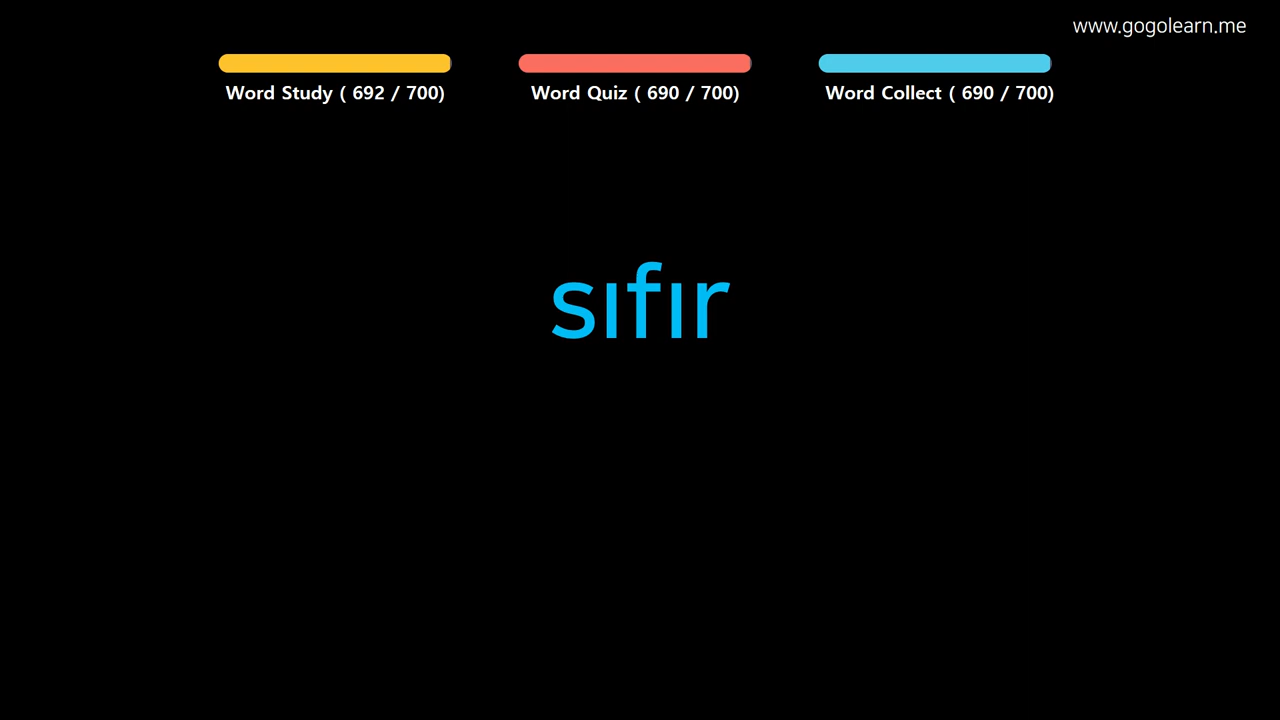 www.gogolearn.me
Word Study ( 692 / 700)
Word Quiz ( 690 / 700)
Word Collect ( 690 / 700)
sıfır